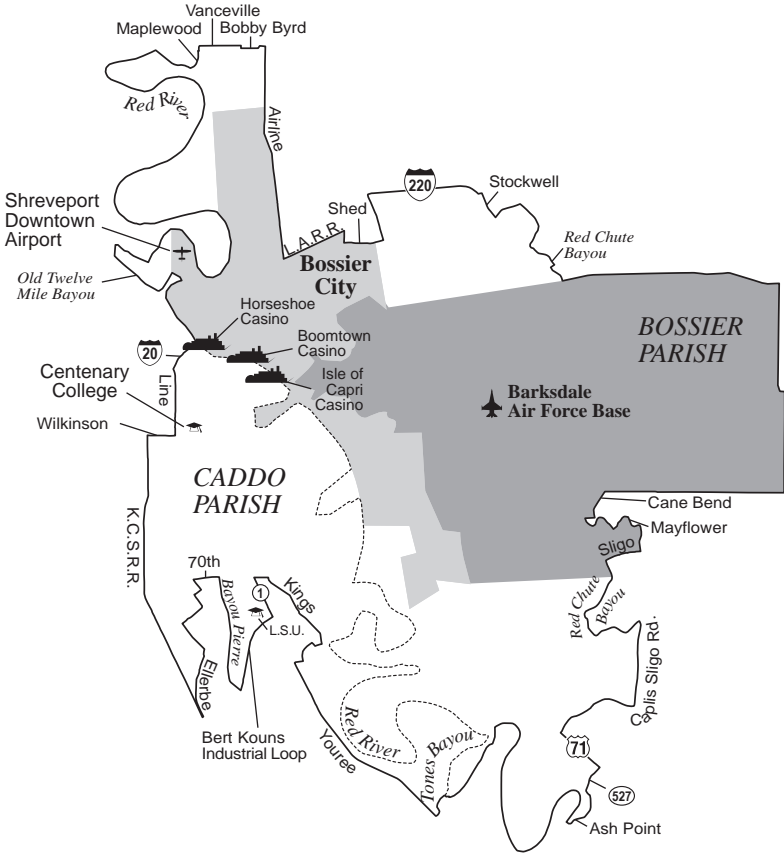 Vanceville
Maplewood
Bobby Byrd
Red River
Airline
220
Stockwell
Shreveport
Downtown
Airport
Shed
L.A.R.R.
Red Chute
Bayou
Old Twelve
Mile Bayou
Bossier
City
Horseshoe
Casino
BOSSIER
PARISH
20
Boomtown
Casino
Centenary
College
Line
Isle of
Capri
Casino
Barksdale
Air Force Base
Wilkinson
CADDO
PARISH
Cane Bend
Mayflower
K.C.S.R.R.
Sligo
70th
Bayou Pierre
1
Kings
L.S.U.
Red Chute
Bayou
Ellerbe
Caplis Sligo Rd.
Bert Kouns
Industrial Loop
Youree
Red River
Tones Bayou
71
527
Ash Point